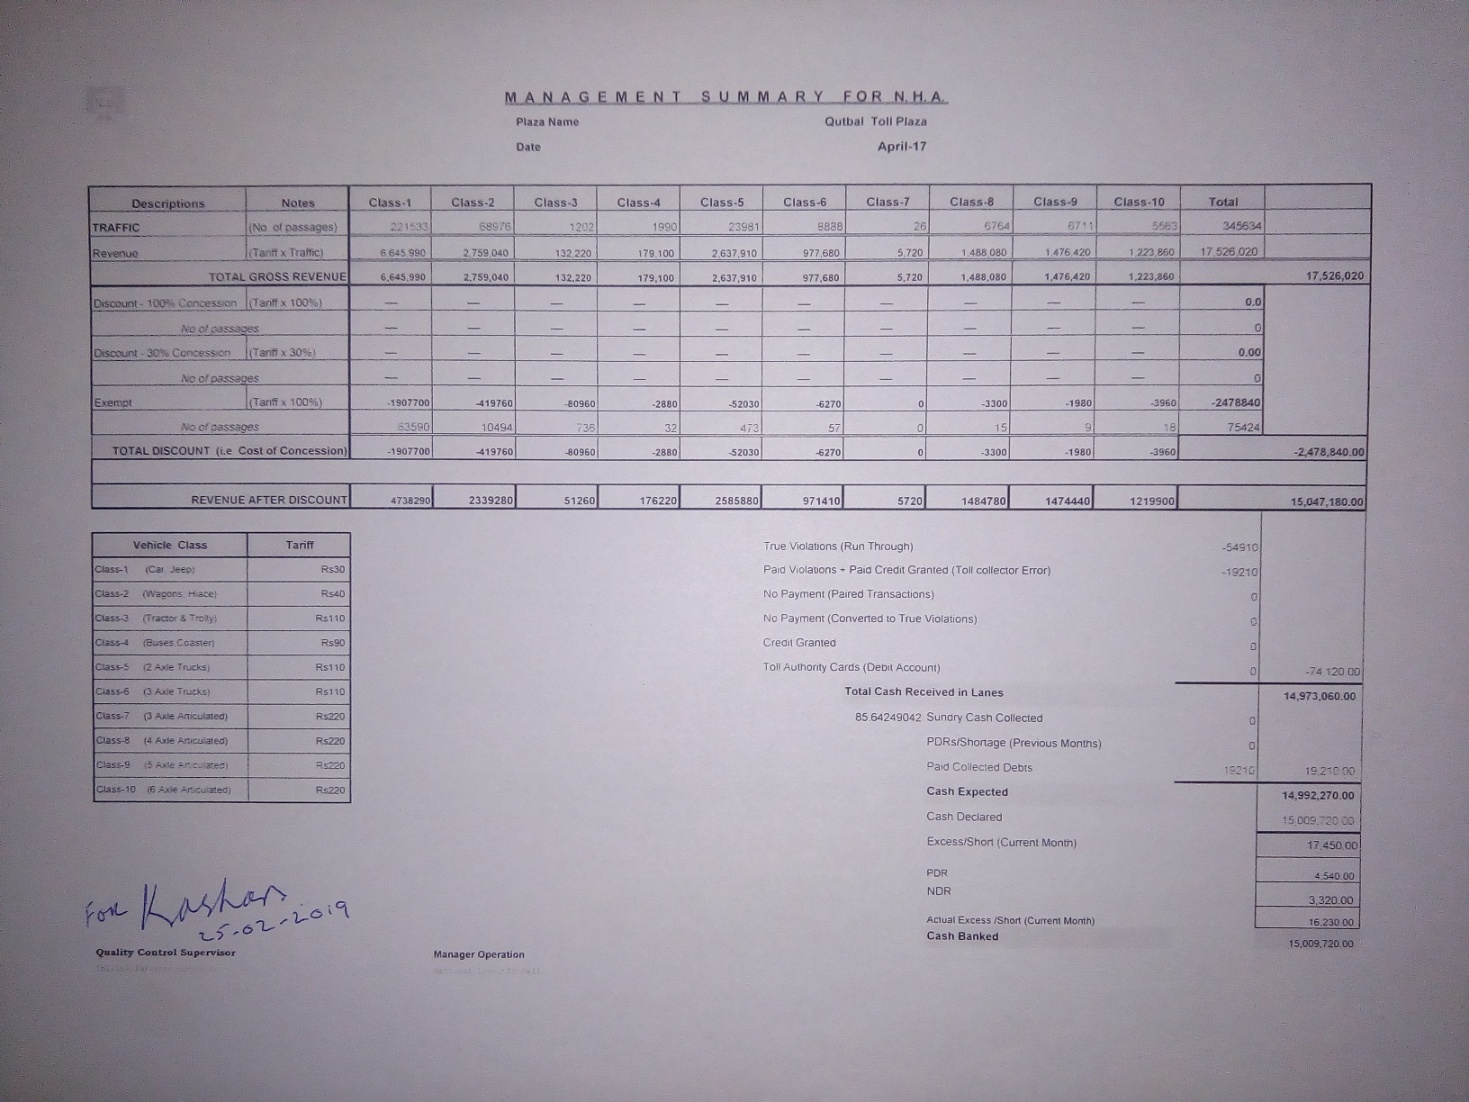 MANAGEMENT SUMMARY FOR N.H.A.
Plaza Name Qutbal Toll Plaza
Date April-17
Descriptions Notes Class-1 Class-2 Class-3 Class-4 Class-5 Class-6 Class-7 Class-8 Class-9 Class-10 Total
TRAFFIC (No. of passages) 221533 68976 1202 1990 23981 8888 26 6764 6711 5563 345634
Revenue (Tariff x Traffic) 6,645,990 2,759,040 132,220 179,100 2,637,910 977,680 5,720 1,488,080 1,476,420 1,223,860 17,526,020
TOTAL GROSS REVENUE 6,645,990 2,759,040 132,220 179,100 2,637,910 977,680 5,720 1,488,080 1,476,420 1,223,860 17,526,020
Discount - 100% Concession (Tariff x 100%) — — — — — — — — — — 0.0
No of passages — — — — — — — — — — 0
Discount - 30% Concession (Tariff x 30%) — — — — — — — — — — 0.00
No of passages — — — — — — — — — — 0
Exempt (Tariff x 100%) -1907700 -419760 -80960 -2880 -52030 -6270 0 -3300 -1980 -3960 -2478840
No of passages 63590 10494 736 32 473 57 0 15 9 18 75424
TOTAL DISCOUNT (i.e Cost of Concession) -1907700 -419760 -80960 -2880 -52030 -6270 0 -3300 -1980 -3960 -2,478,840.00
REVENUE AFTER DISCOUNT 4738290 2339280 51260 176220 2585880 971410 5720 1484780 1474440 1219900 15,047,180.00
Vehicle Class Tariff
Class-1 (Car, Jeep) Rs30
Class-2 (Wagons, Hiace) Rs40
Class-3 (Tractor & Trolly) Rs110
Class-4 (Buses Coaster) Rs90
Class-5 (2 Axle Trucks) Rs110
Class-6 (3 Axle Trucks) Rs110
Class-7 (3 Axle Articulated) Rs220
Class-8 (4 Axle Articulated) Rs220
Class-9 (5 Axle Articulated) Rs220
Class-10 (6 Axle Articulated) Rs220
True Violations (Run Through) -54910
Paid Violations + Paid Credit Granted (Toll collector Error) -19210
No Payment (Paired Transactions) 0
No Payment (Converted to True Violations) 0
Credit Granted 0
Toll Authority Cards (Debit Account) 0 -74,120.00
Total Cash Received in Lanes 14,973,060.00
85.64249042 Sundry Cash Collected 0
PDRs/Shortage (Previous Months) 0
Paid Collected Debts 19210 19,210.00
Cash Expected 14,992,270.00
Cash Declared 15,009,720.00
Excess/Short (Current Month) 17,450.00
PDR 4,540.00
NDR 3,320.00
Actual Excess /Short (Current Month) 16,230.00
Cash Banked 15,009,720.00
For Kashan
25-02-2019
Quality Control Supervisor
Manager Operation